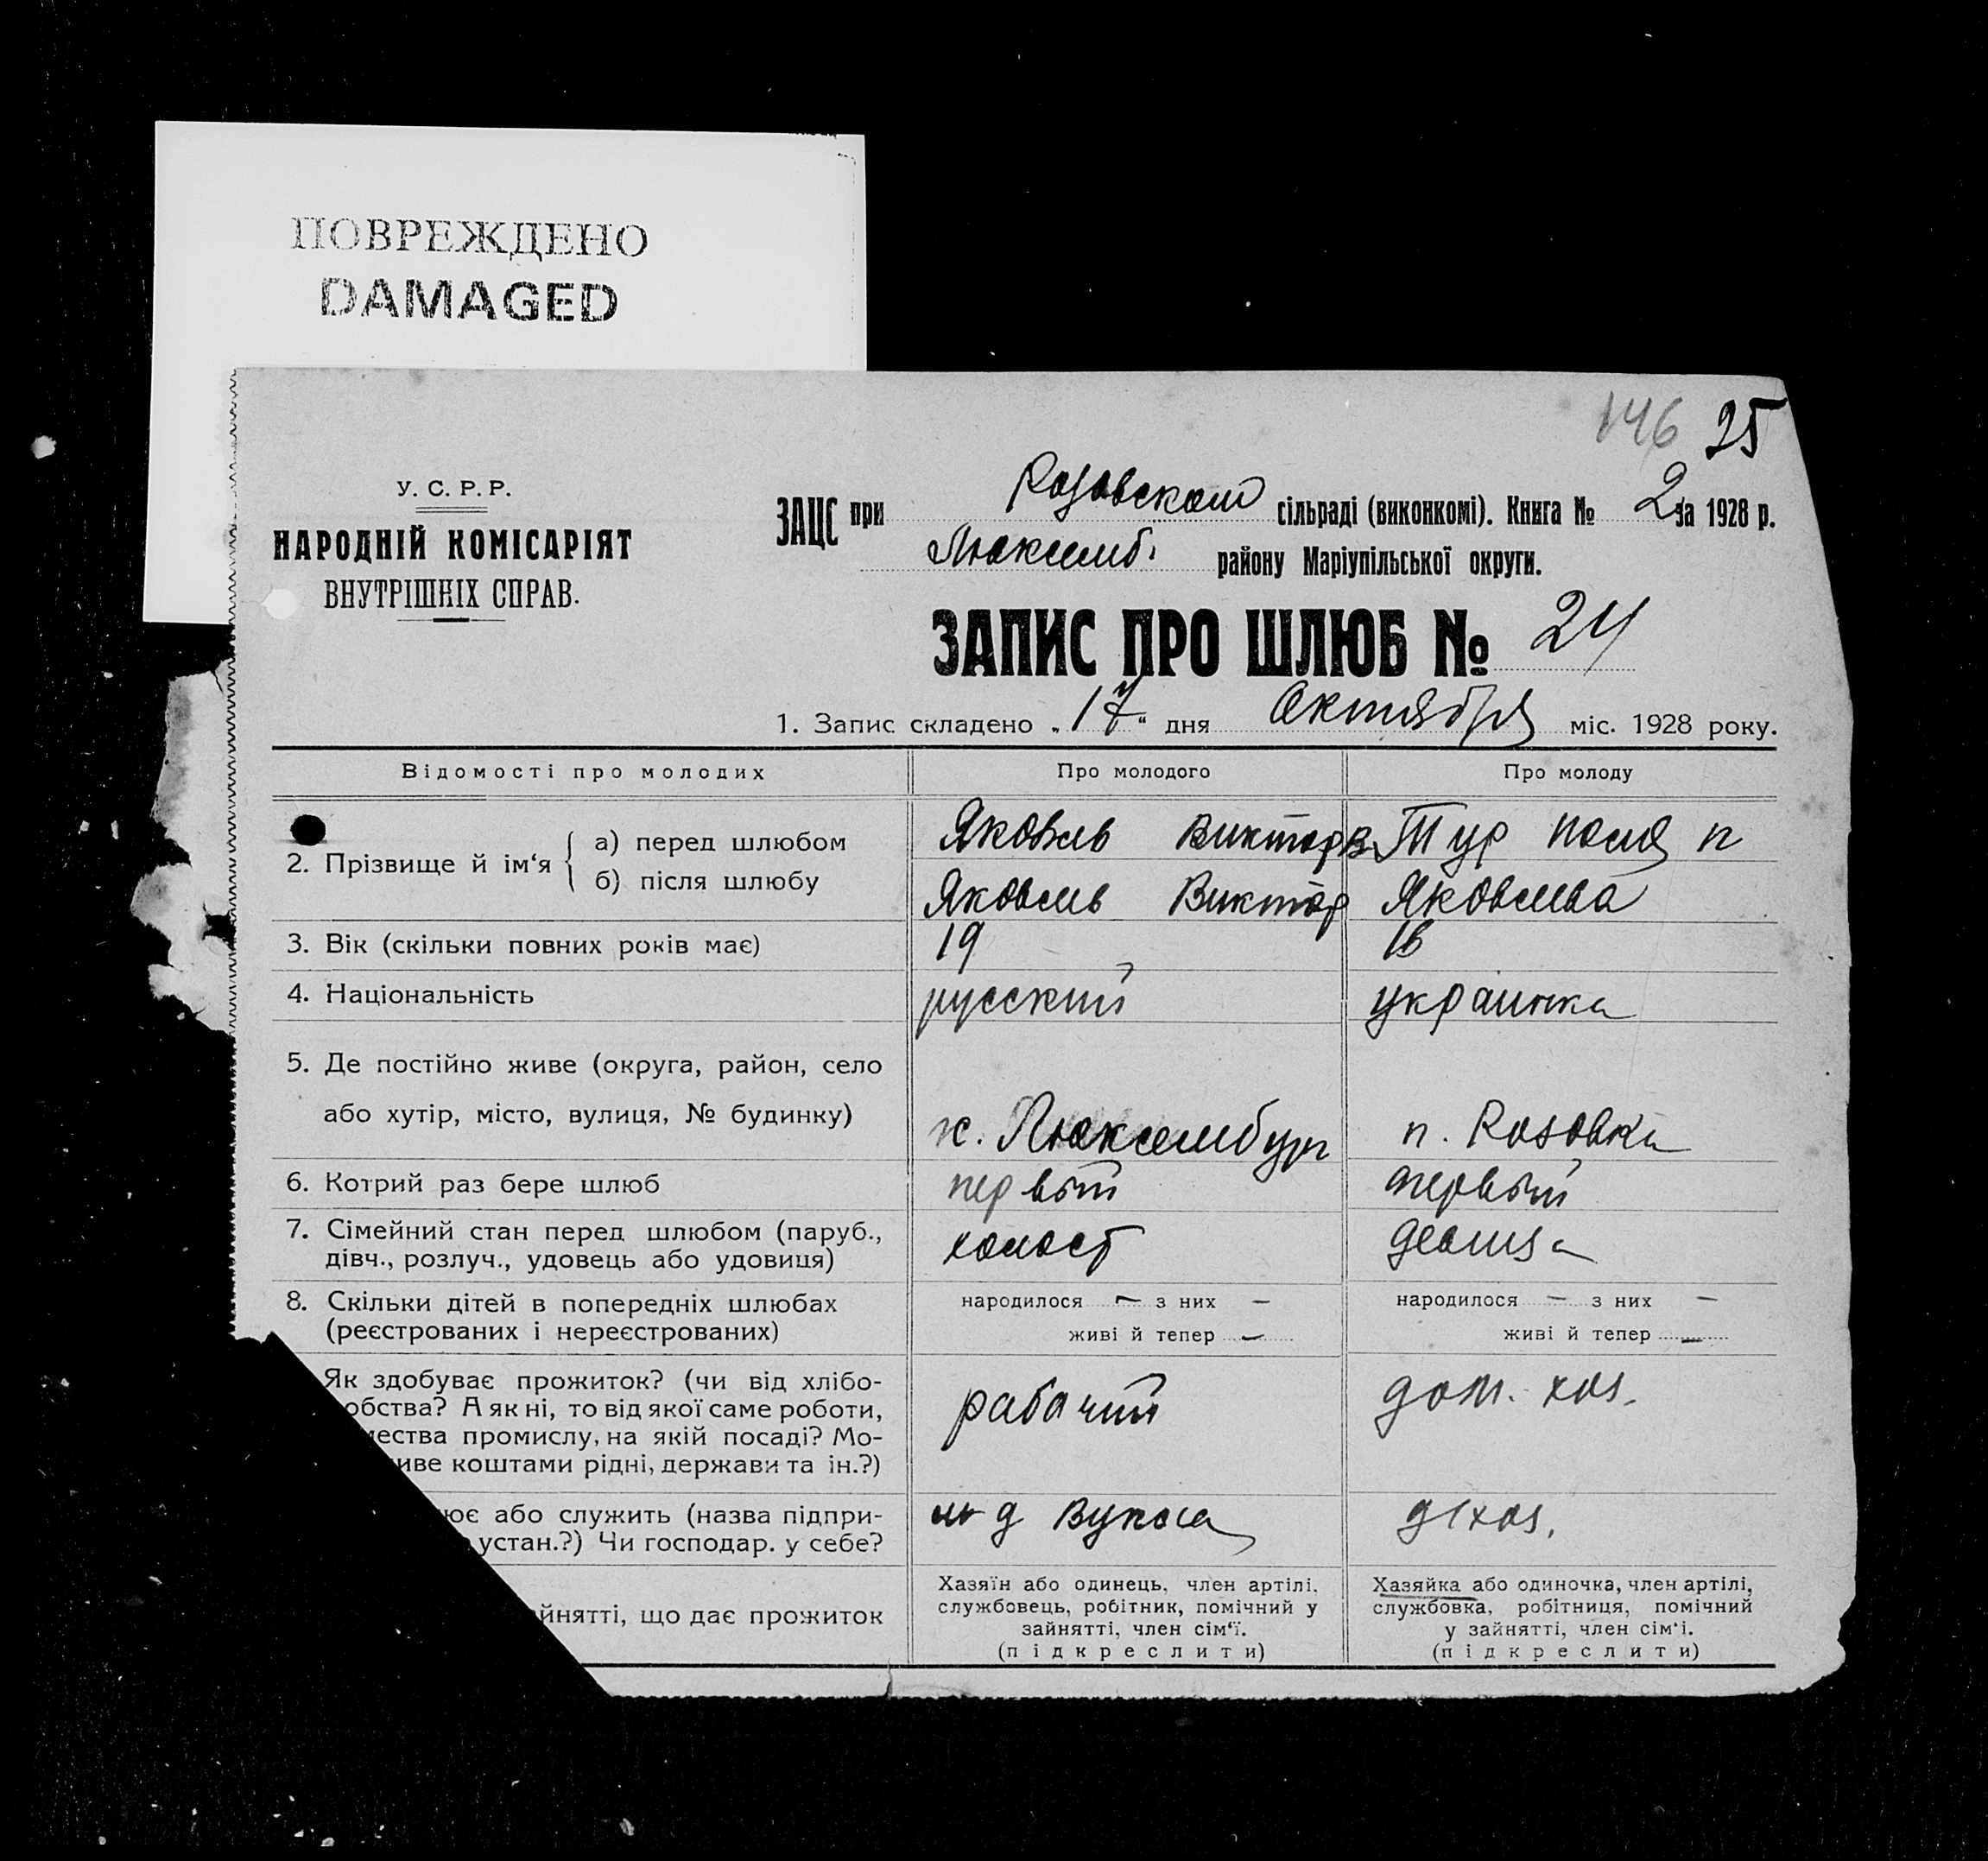 ПОВРЕЖДЕНО
DAMAGED
146 25
У. С. Р. Р.
НАРОДНІЙ КОМІСАРІЯТ
ВНУТРІШНІХ СПРАВ.
ЗАЦС при Розовском сільраді (виконкомі). Книга № 2 за 1928 р.
Люксемб. району Маріупільської округи.
ЗАПИС ПРО ШЛЮБ № 24
1. Запис складено „17“ дня Октября міс. 1928 року.
Відомості про молодих Про молодого Про молоду
2. Прізвище й ім'я
а) перед шлюбом Яковлев Виктор В Тур Поля П
б) після шлюбу Яковлев Виктор Яковлева
3. Вік (скільки повних років має) 19 18
4. Національність русский украинка
5. Де постійно живе (округа, район, село
або хутір, місто, вулиця, № будинку) к. Люксембург п. Розовка
6. Котрий раз бере шлюб первый первый
7. Сімейний стан перед шлюбом (паруб.,
дівч., розлуч., удовець або удовиця) холост девица
8. Скільки дітей в попередніх шлюбах народилося — з них — народилося — з них —
(реєстрованих і нереєстрованих) живі й тепер — живі й тепер —
Як здобуває прожиток? (чи від хлібо-
обства? А як ні, то від якої саме роботи, рабочий дом. хоз.
мества промислу, на якій посаді? Мо-
иве коштами рідні, держави та ін.?)
ює або служить (назва підпри-
устан.?) Чи господар. у себе? д/хоз.
йнятті, що дає прожиток
Хазяїн або одинець, член артілі,
службовець, робітник, помічний у
зайнятті, член сім'ї.
(підкреслити)
Хазяйка або одиночка, член артілі,
службовка, робітниця, помічний
у зайнятті, член сім'ї.
(підкреслити)